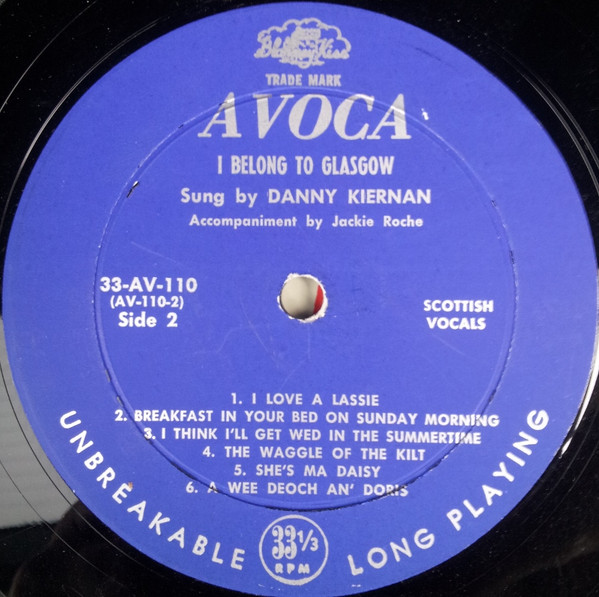 Blarney Kiss
TRADE MARK
AVOCA
I BELONG TO GLASGOW
Sung by DANNY KIERNAN
Accompaniment by Jackie Roche
33-AV-110
(AV-110-2)
Side 2
SCOTTISH
VOCALS
1. I LOVE A LASSIE
2. BREAKFAST IN YOUR BED ON SUNDAY MORNING
3. I THINK I'LL GET WED IN THE SUMMERTIME
4. THE WAGGLE OF THE KILT
5. SHE'S MA DAISY
6. A WEE DEOCH AN' DORIS
UNBREAKABLE
33 1/3
RPM
LONG PLAYING